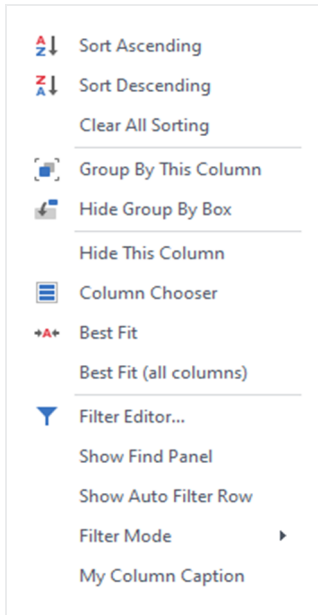 Sort Ascending
Sort Descending
Clear All Sorting
Group By This Column
Hide Group By Box
Hide This Column
Column Chooser
Best Fit
Best Fit (all columns)
Filter Editor...
Show Find Panel
Show Auto Filter Row
Filter Mode
My Column Caption